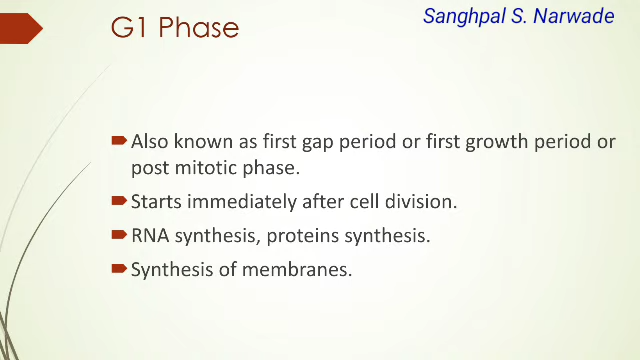 G1 Phase
Sanghpal S. Narwade
Also known as first gap period or first growth period or
post mitotic phase.
Starts immediately after cell division.
RNA synthesis, proteins synthesis.
Synthesis of membranes.